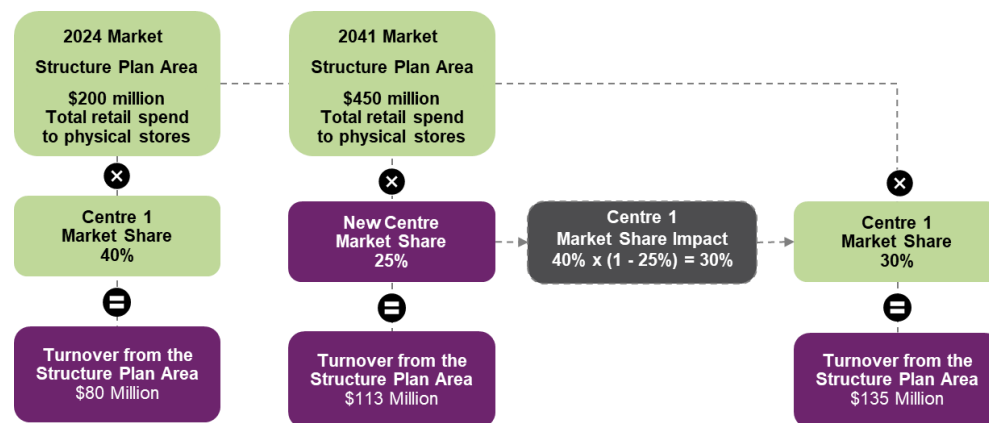 2024 Market
Structure Plan Area
$200 million
Total retail spend
to physical stores
Centre 1
Market Share
40%
Turnover from the
Structure Plan Area
$80 Million
2041 Market
Structure Plan Area
$450 million
Total retail spend
to physical stores
New Centre
Market Share
25%
Turnover from the
Structure Plan Area
$113 Million
Centre 1
Market Share Impact
40% x (1 - 25%) = 30%
Centre 1
Market Share
30%
Turnover from the
Structure Plan Area
$135 Million